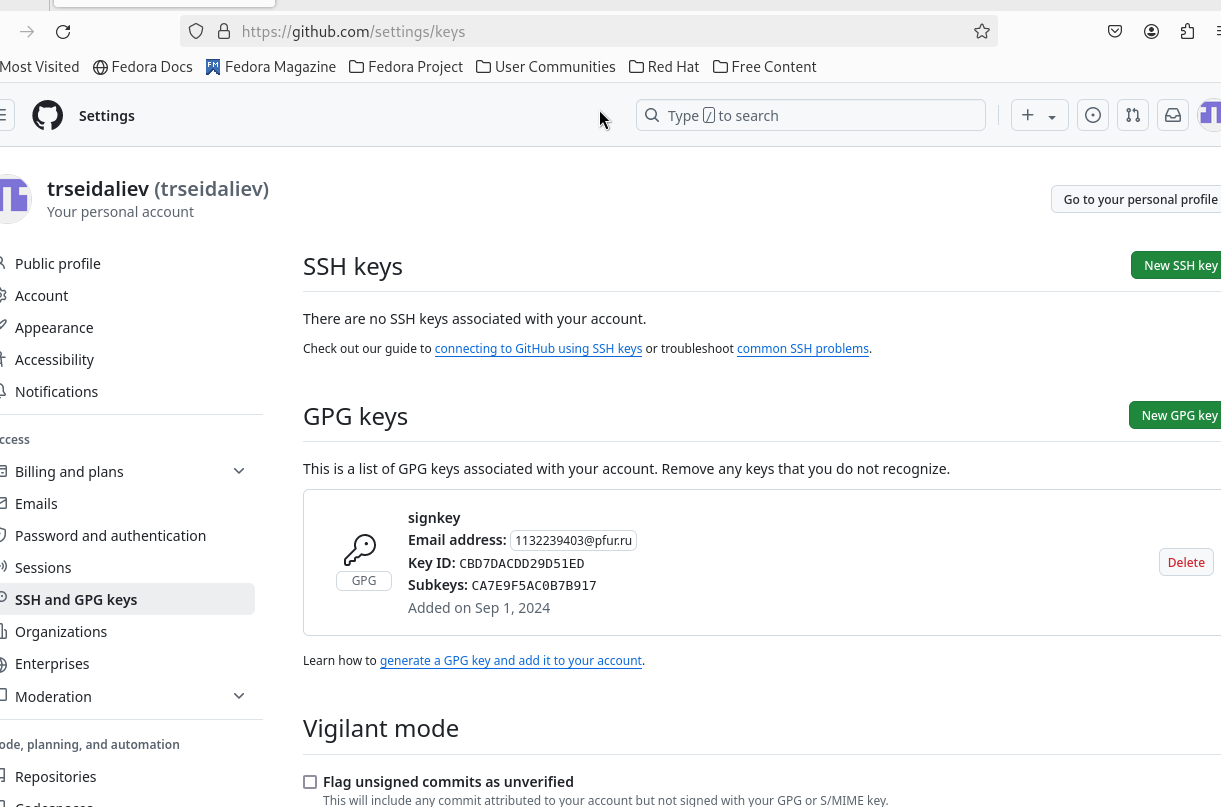 https://github.com/settings/keys
Most Visited Fedora Docs Fedora Magazine Fedora Project User Communities Red Hat Free Content
Settings
Type / to search
trseidaliev (trseidaliev)
Your personal account
Go to your personal profile
Public profile
Account
Appearance
Accessibility
Notifications
ccess
Billing and plans
Emails
Password and authentication
Sessions
SSH and GPG keys
Organizations
Enterprises
Moderation
ode, planning, and automation
Repositories
SSH keys
New SSH key
There are no SSH keys associated with your account.
Check out our guide to connecting to GitHub using SSH keys or troubleshoot common SSH problems.
GPG keys
New GPG key
This is a list of GPG keys associated with your account. Remove any keys that you do not recognize.
GPG
signkey
Email address: 1132239403@pfur.ru
Key ID: CBD7DACDD29D51ED
Subkeys: CA7E9F5AC0B7B917
Added on Sep 1, 2024
Delete
Learn how to generate a GPG key and add it to your account.
Vigilant mode
Flag unsigned commits as unverified
This will include any commit attributed to your account but not signed with your GPG or S/MIME key.